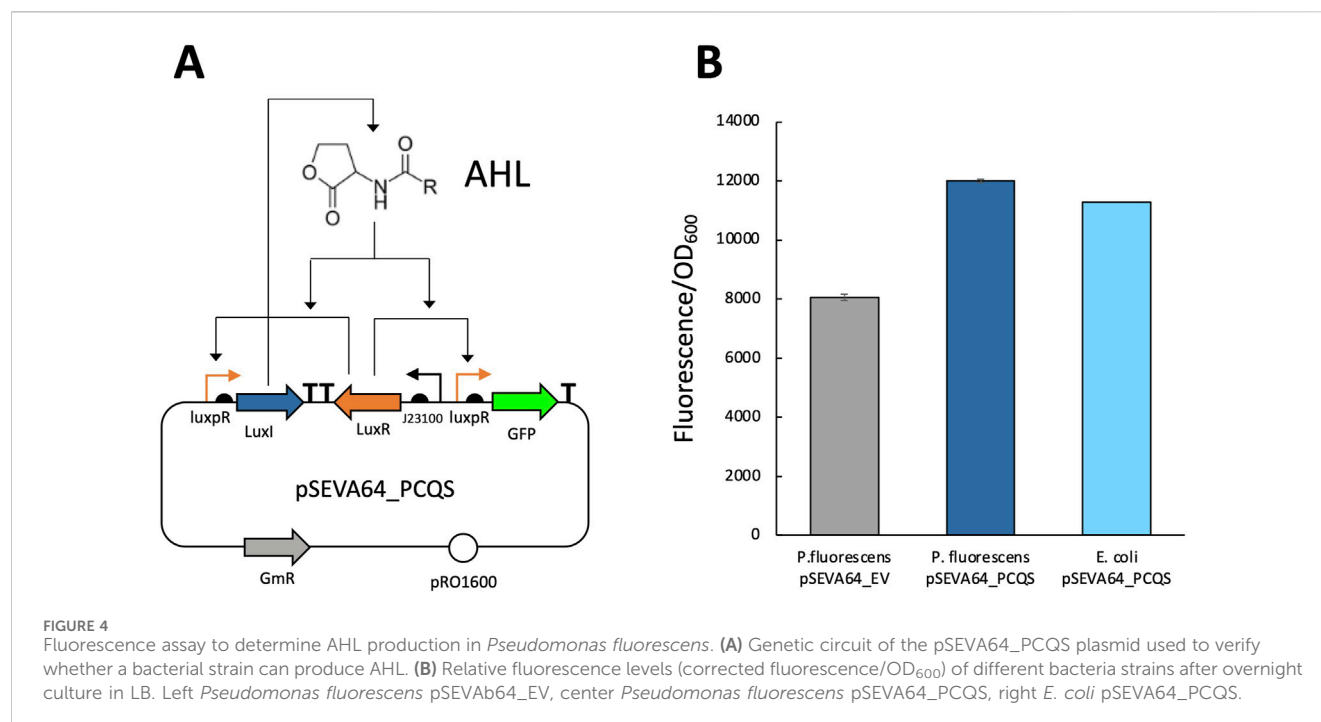 A
O
O
O
N
H
R
AHL
luxpR
LuxI
TT
LuxR
J23100
luxpR
GFP
T
pSEVA64_PCQS
GmR
pRO1600
B
Fluorescence/OD600
14000
12000
10000
8000
6000
4000
2000
0
P.fluorescens
pSEVA64_EV
P. fluorescens
pSEVA64_PCQS
E. coli
pSEVA64_PCQS
FIGURE 4
Fluorescence assay to determine AHL production in Pseudomonas fluorescens. (A) Genetic circuit of the pSEVA64_PCQS plasmid used to verify
whether a bacterial strain can produce AHL. (B) Relative fluorescence levels (corrected fluorescence/OD600) of different bacteria strains after overnight
culture in LB. Left Pseudomonas fluorescens pSEVAb64_EV, center Pseudomonas fluorescens pSEVA64_PCQS, right E. coli pSEVA64_PCQS.